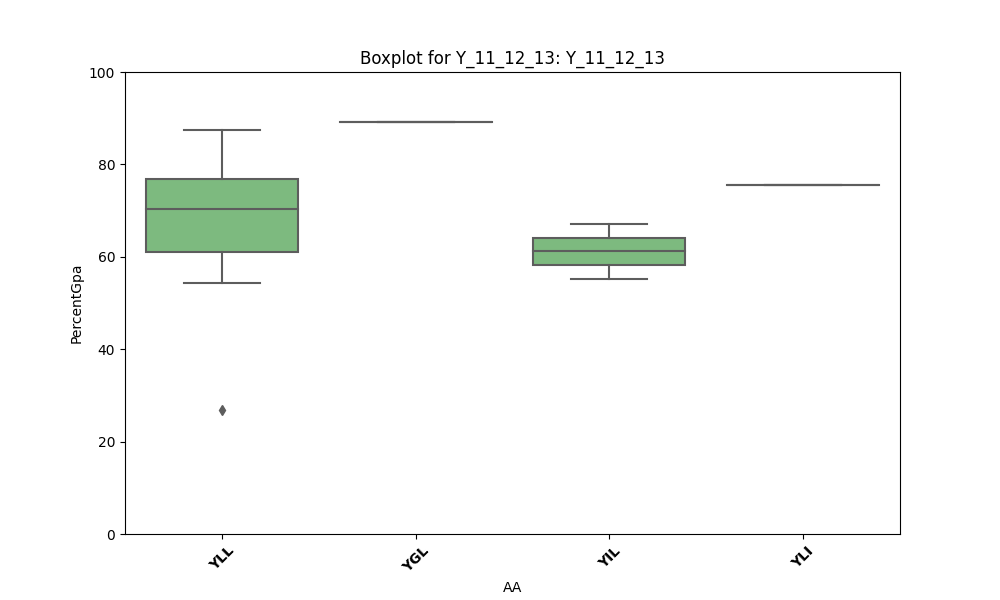 Boxplot for Y_11_12_13: Y_11_12_13
100
80
60
40
20
0
PercentGpa
YLL
YGL
YIL
YLI
AA